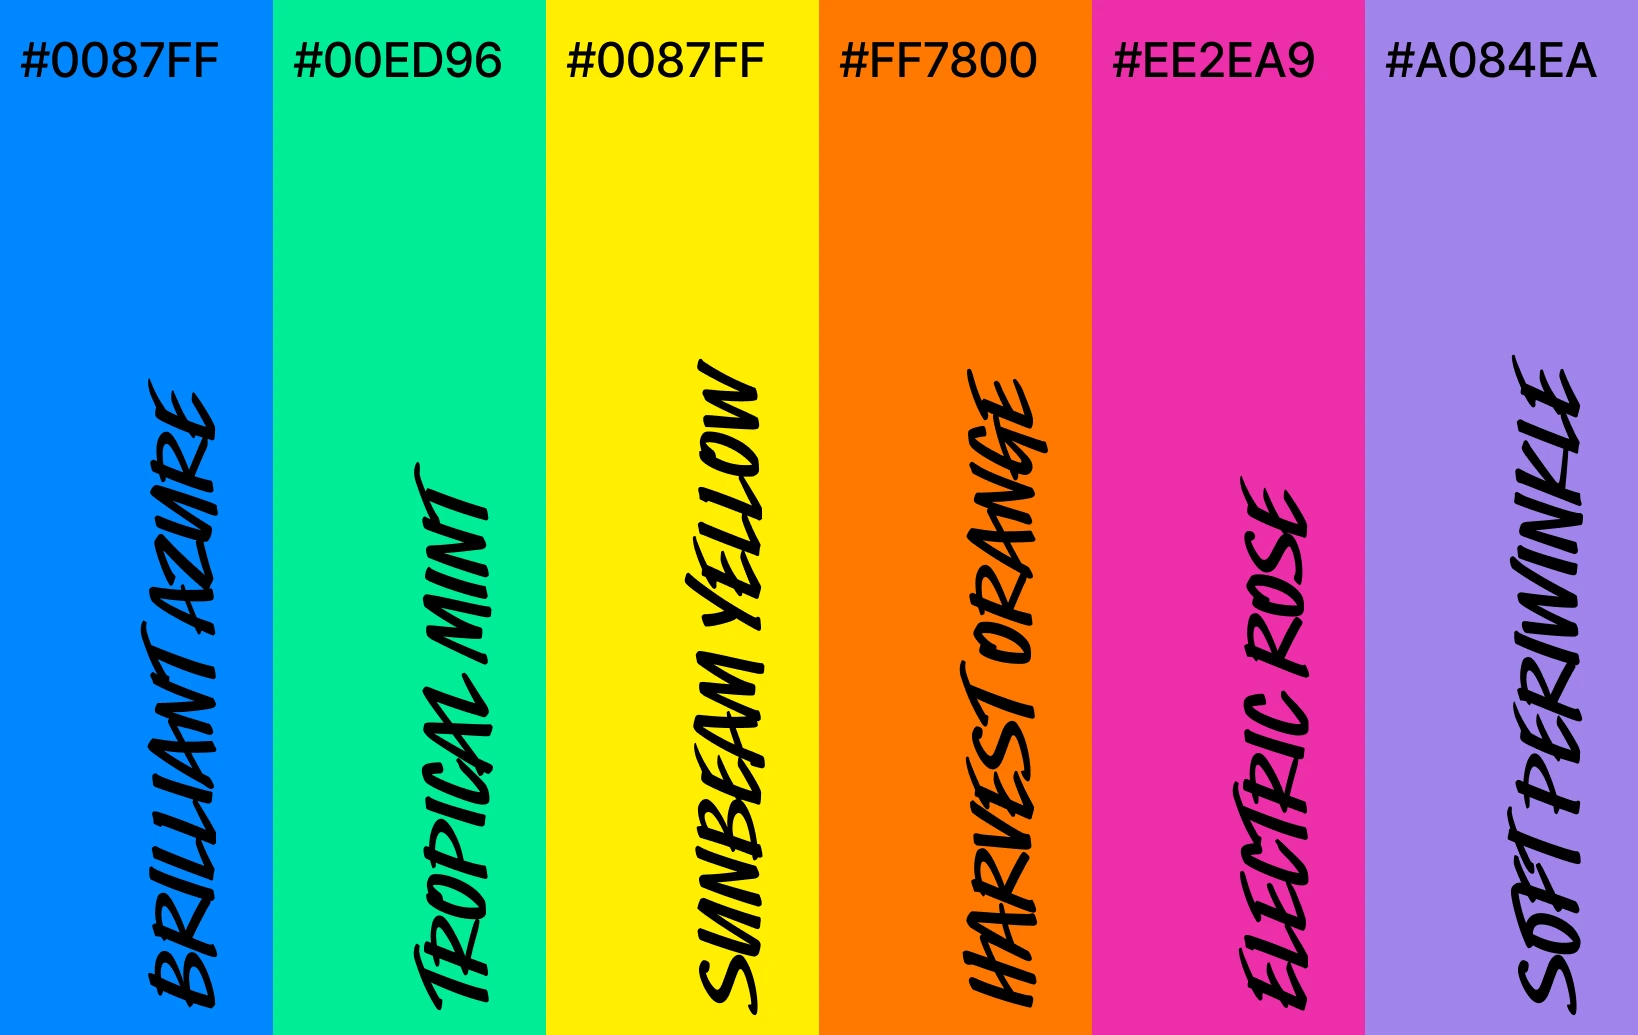 #0087FF
#00ED96
#0087FF
#FF7800
#EE2EA9
#A084EA
BRILLIANT AZURE
TROPICAL MINT
SUNBEAM YELLOW
HARVEST ORANGE
ELECTRIC ROSE
SOFT PERIWINKLE